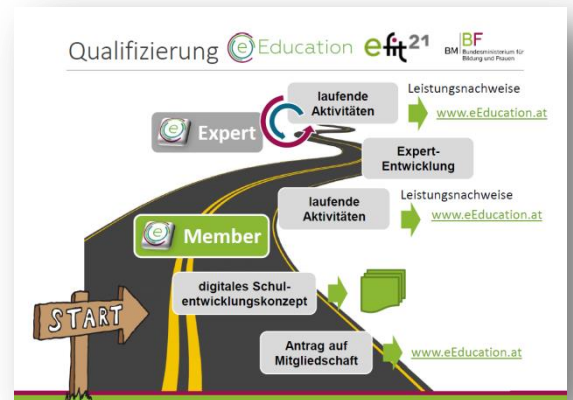 Qualifizierung eEducation efit21 BM BF
Bundesministerium für
Bildung und Frauen
laufende
Aktivitäten
Leistungsnachweise
www.eEducation.at
e Expert
Expert-
Entwicklung
laufende
Aktivitäten
Leistungsnachweise
www.eEducation.at
e Member
digitales Schul-
entwicklungskonzept
START
Antrag auf
Mitgliedschaft
www.eEducation.at